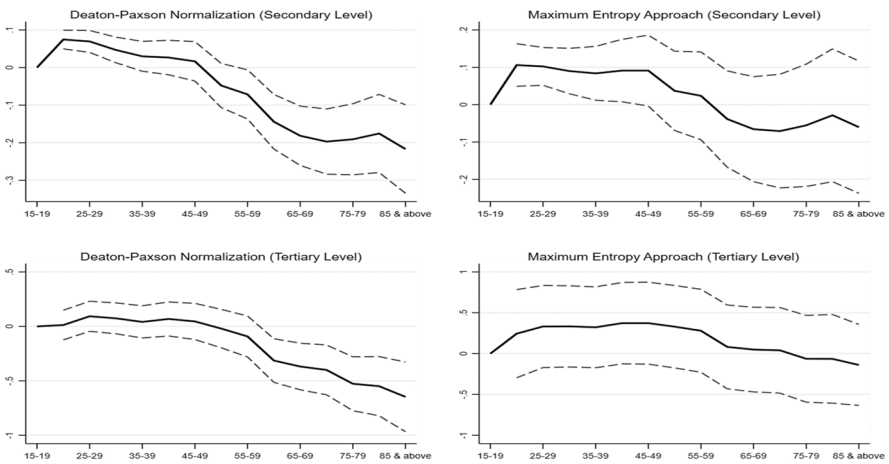 Deaton-Paxson Normalization (Secondary Level)
.1
0
-.1
-.2
-.3
15-19 25-29 35-39 45-49 55-59 65-69 75-79 85 & above
Maximum Entropy Approach (Secondary Level)
.2
.1
0
-.1
-.2
15-19 25-29 35-39 45-49 55-59 65-69 75-79 85 & above
Deaton-Paxson Normalization (Tertiary Level)
.5
0
-.5
-1
15-19 25-29 35-39 45-49 55-59 65-69 75-79 85 & above
Maximum Entropy Approach (Tertiary Level)
1
.5
0
-.5
-1
15-19 25-29 35-39 45-49 55-59 65-69 75-79 85 & above